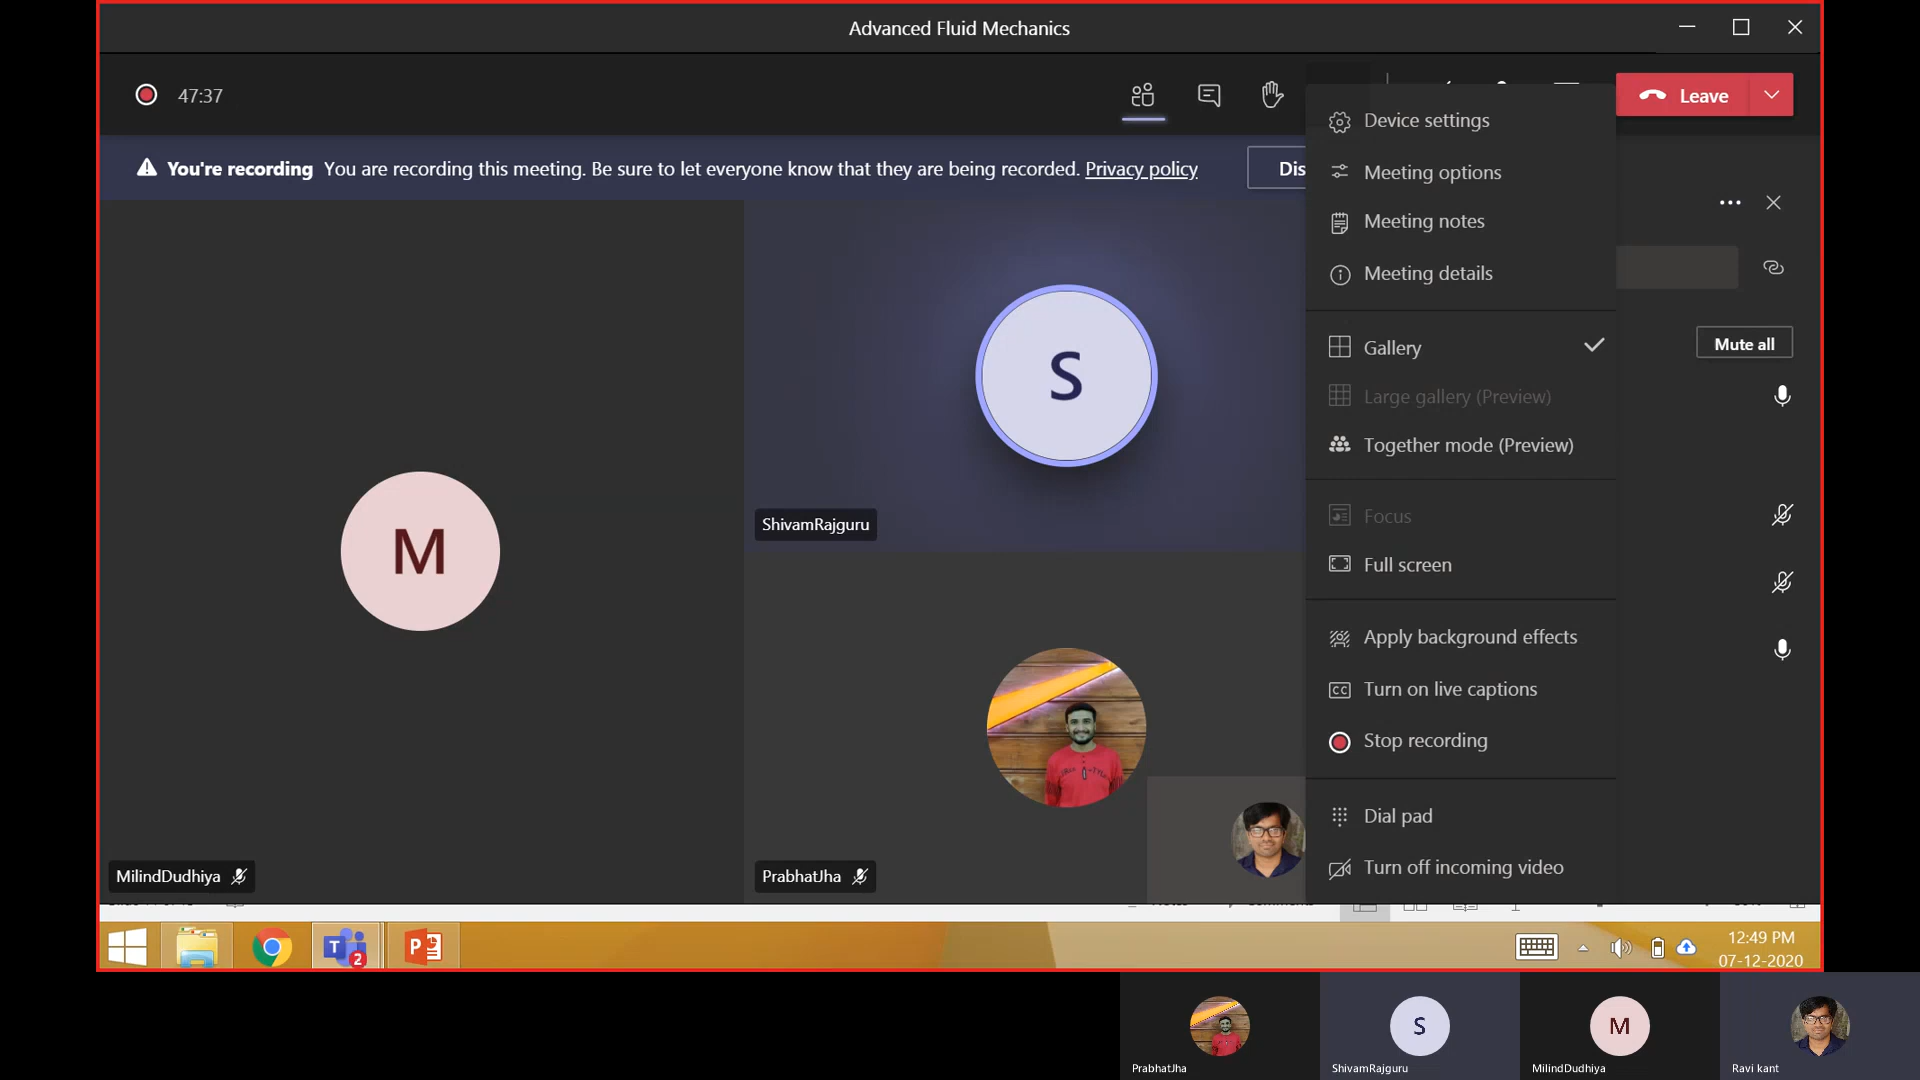 Advanced Fluid Mechanics
47:37
Leave
You're recording You are recording this meeting. Be sure to let everyone know that they are being recorded. Privacy policy
Dis
Device settings
Meeting options
Meeting notes
Meeting details
Gallery
Large gallery (Preview)
Together mode (Preview)
Focus
Full screen
Apply background effects
CC Turn on live captions
Stop recording
Dial pad
Turn off incoming video
Mute all
S
ShivamRajguru
M
MilindDudhiya
PrabhatJha
T
2
P
12:49 PM
07-12-2020
PrabhatJha
S
ShivamRajguru
M
MilindDudhiya
Ravi kant